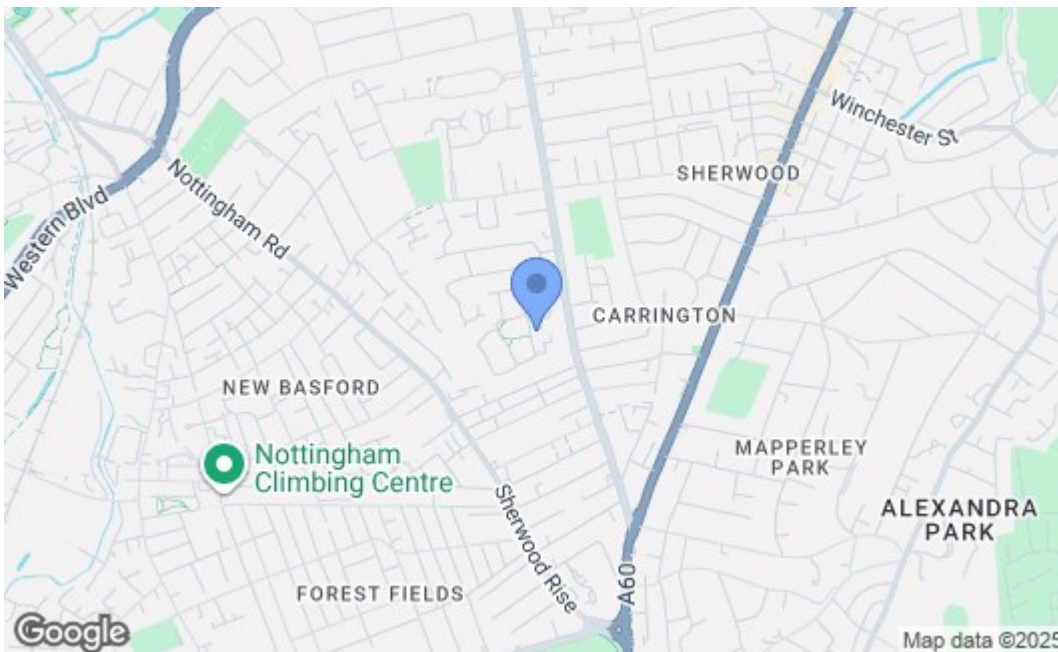 Winchester St
SHERWOOD
Western Blvd
Nottingham Rd
CARRINGTON
NEW BASFORD
Nottingham
Climbing Centre
MAPPERLEY
PARK
Sherwood Rise
ALEXANDRA
PARK
A60
FOREST FIELDS
Google
Map data ©2025